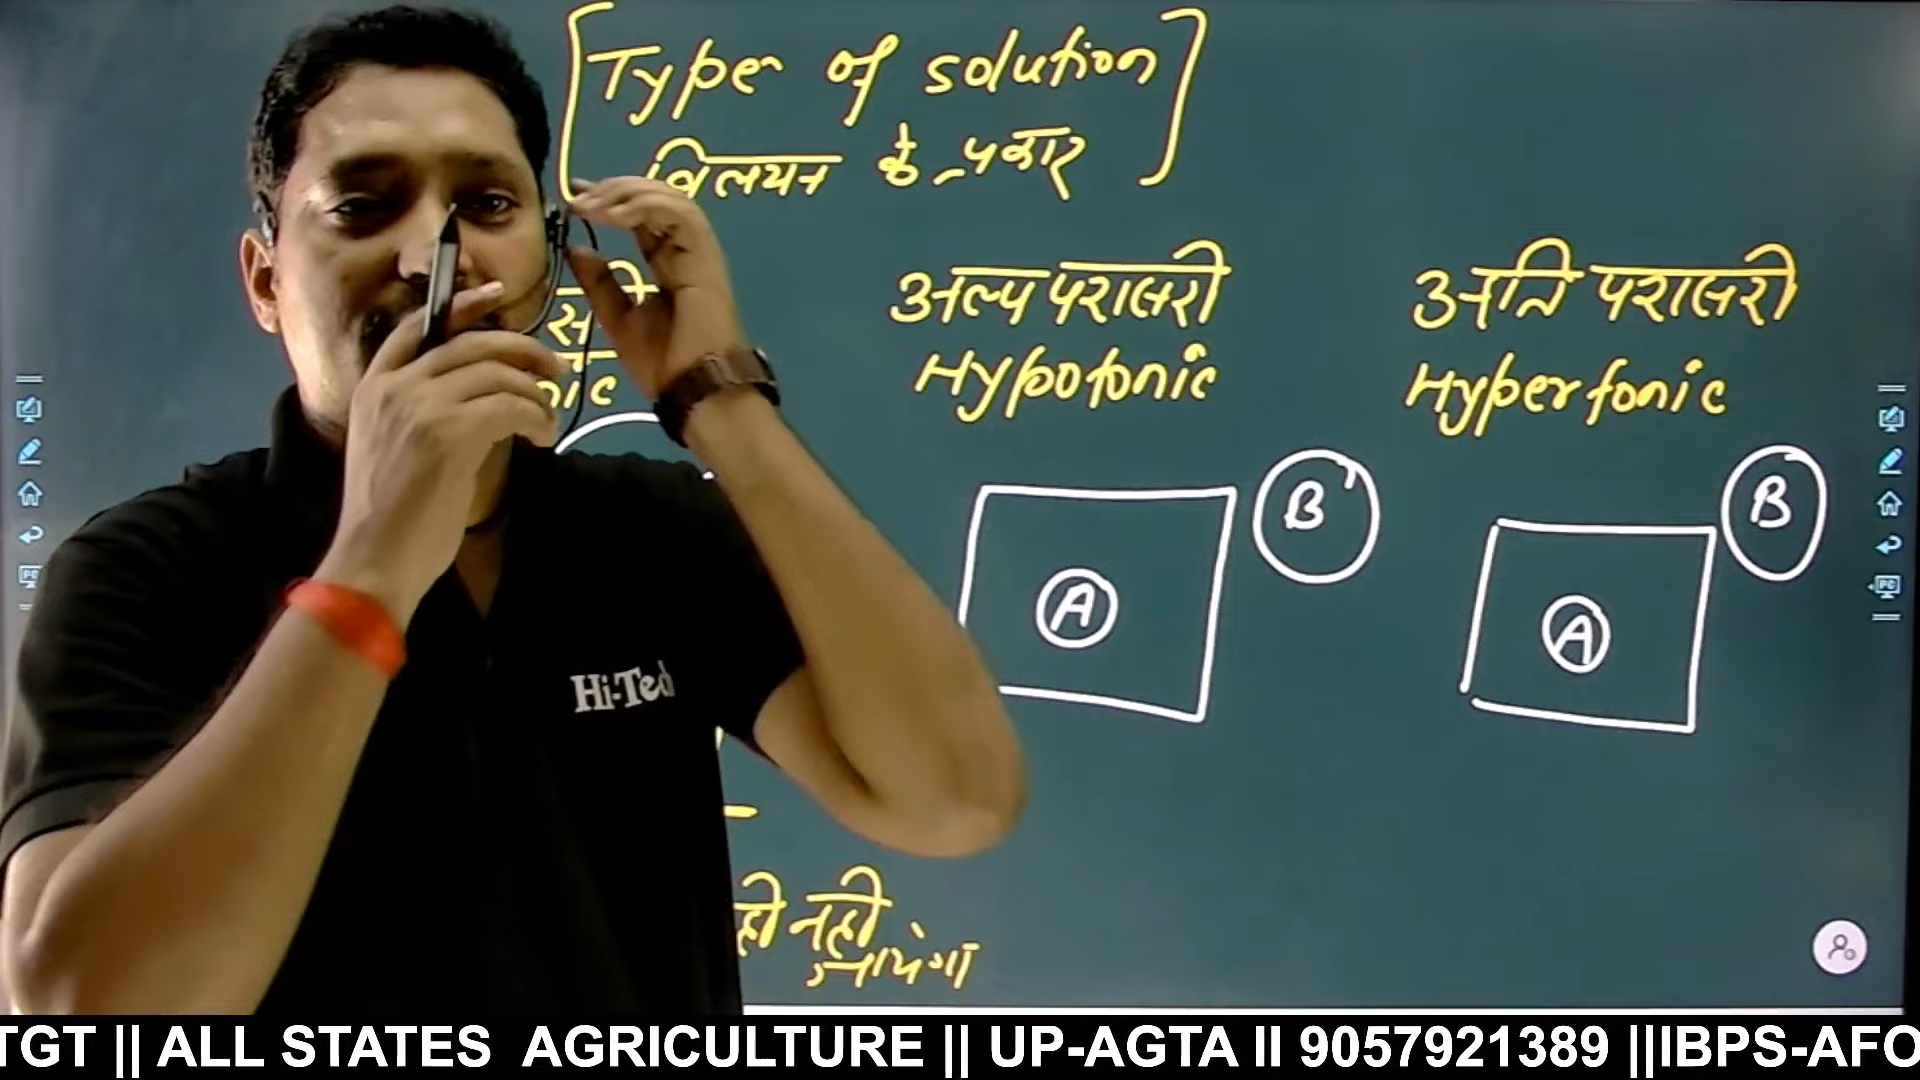 [Types of solution]
विलयन के प्रकार
अल्प परासरी
अति परासरी
Hypotonic
Hypertonic
B
B
A
A
Hi-Tech
ही नही
जायेगा
TGT || ALL STATES AGRICULTURE || UP-AGTA II 9057921389 ||IBPS-AFO